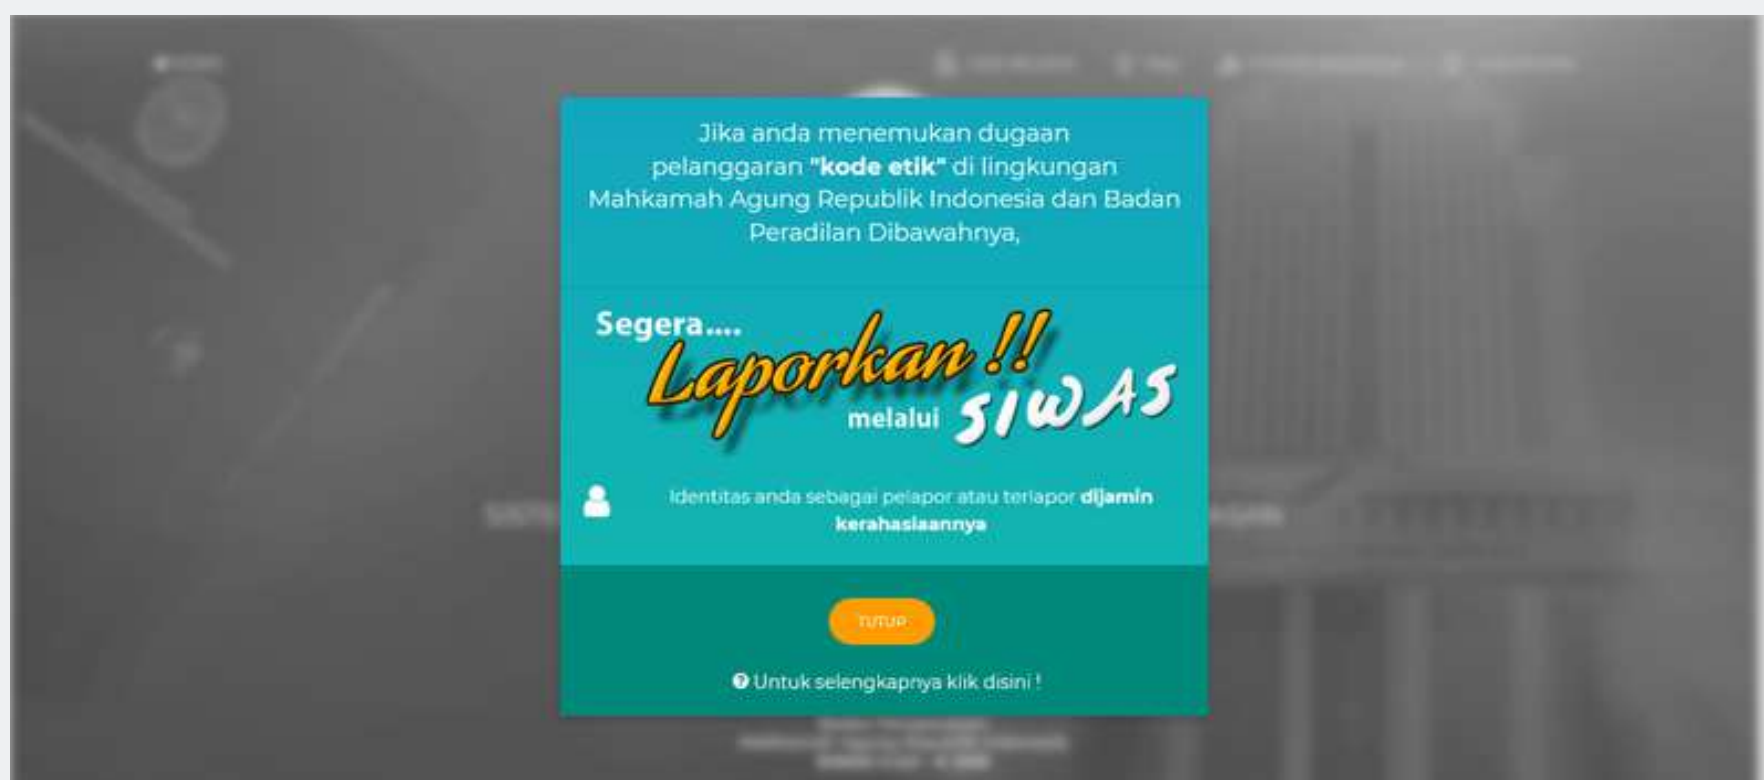 Jika anda menemukan dugaan
pelanggaran "kode etik" di lingkungan
Mahkamah Agung Republik Indonesia dan Badan
Peradilan Dibawahnya,
Segera....
Laporkan !!
melalui SIWAS
Identitas anda sebagai pelapor atau terlapor dijamin
kerahasiaannya
TUTUP
Untuk selengkapnya klik disini !